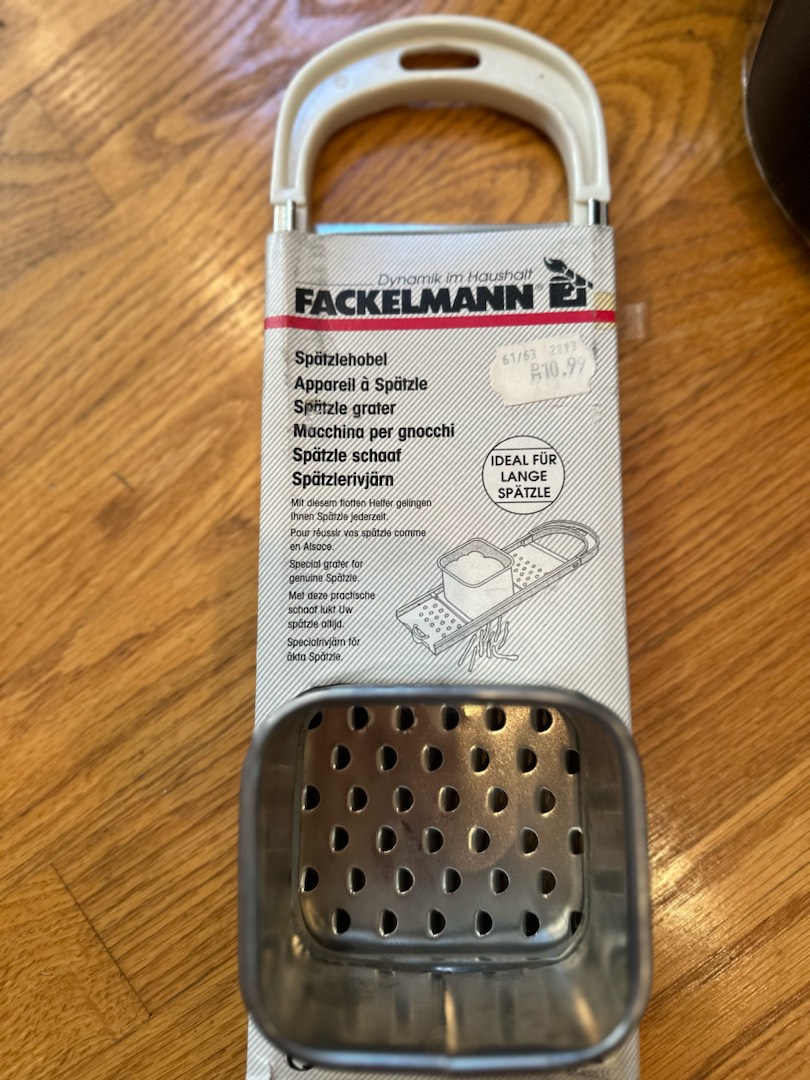 Dynamik im Haushalt
FACKELMANN®
61/63 2893
10.99
Spätzlehobel
Appareil à Spätzle
Spätzle grater
Macchina per gnocchi
Spätzle schaaf
Spätzlerivjärn
IDEAL FÜR
LANGE
SPÄTZLE
Mit diesem flotten Helfer gelingen
Ihnen Spätzle jederzeit.
Pour réussir vos spätzle comme
en Alsace.
Special grater for
genuine Spätzle.
Met deze practische
schaaf lukt Uw
spätzle altijd.
Specialrivjärn för
äkta Spätzle.